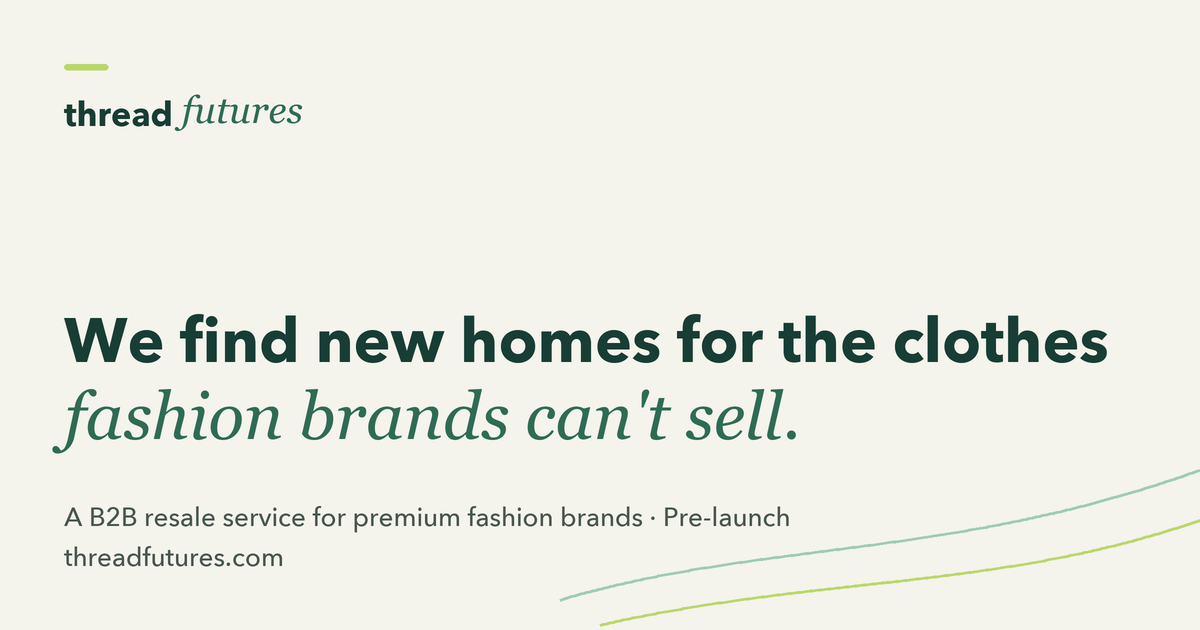 thread futures
We find new homes for the clothes
fashion brands can't sell.
A B2B resale service for premium fashion brands · Pre-launch
threadfutures.com